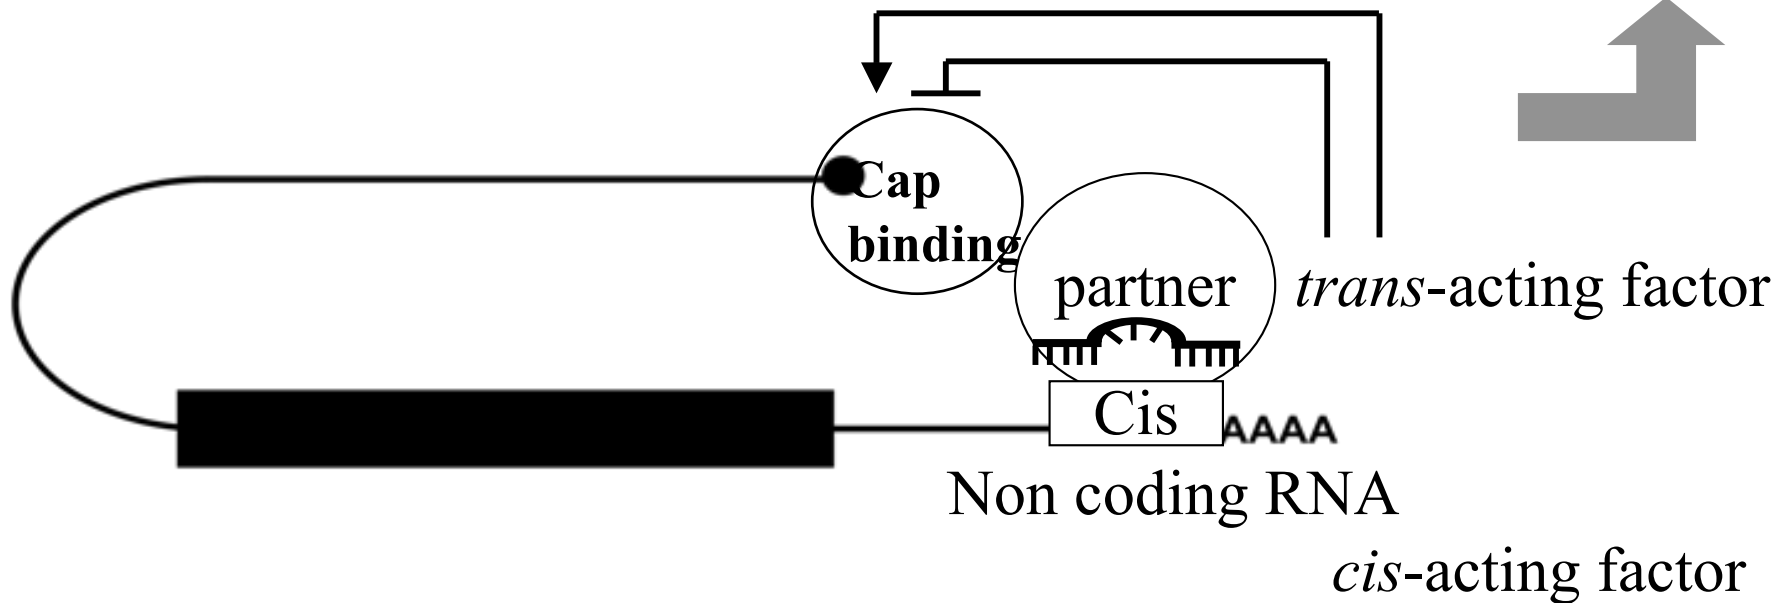 Cap
binding
partner
trans-acting factor
Cis
AAAA
Non coding RNA
cis-acting factor